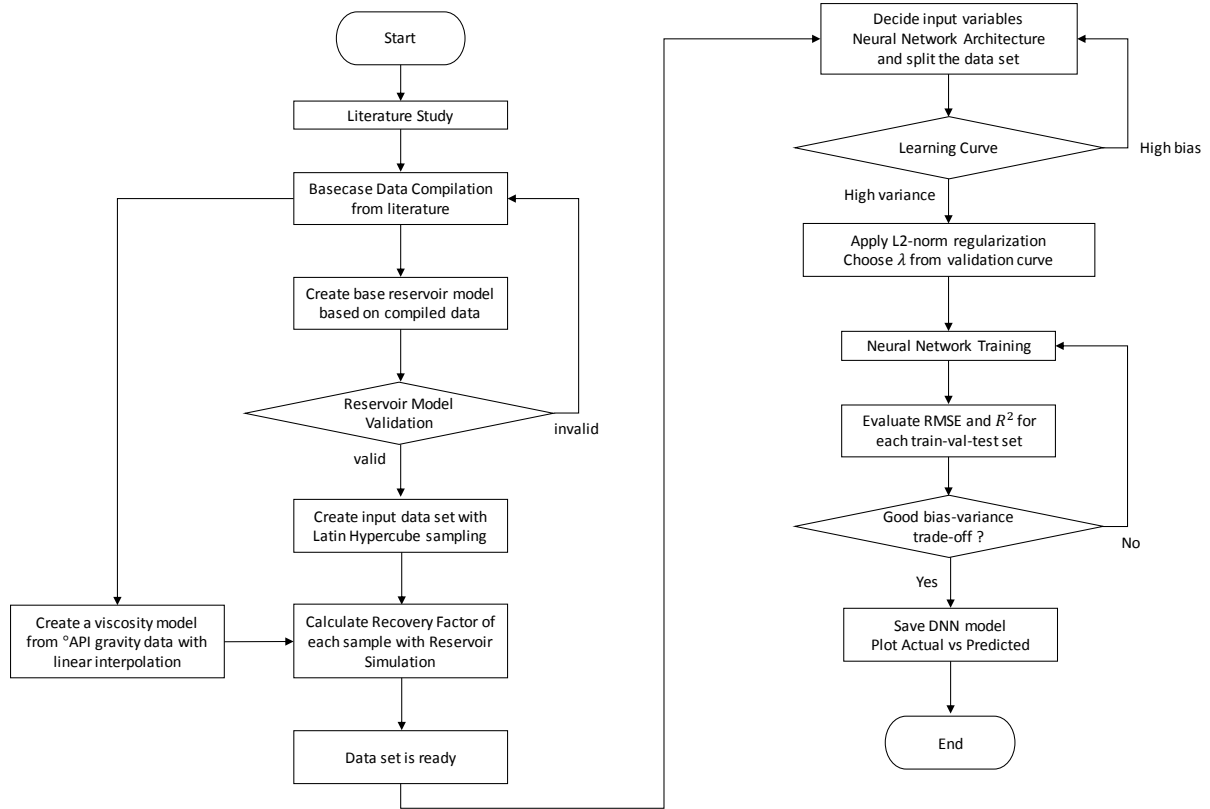 Start
Literature Study
Basecase Data Compilation
from literature
Create base reservoir model
based on compiled data
Reservoir Model
Validation
invalid
valid
Create input data set with
Latin Hypercube sampling
Create a viscosity model
from °API gravity data with
linear interpolation
Calculate Recovery Factor of
each sample with Reservoir
Simulation
Data set is ready
Decide input variables
Neural Network Architecture
and split the data set
Learning Curve
High bias
High variance
Apply L2-norm regularization
Choose λ from validation curve
Neural Network Training
Evaluate RMSE and R² for
each train-val-test set
Good bias-variance
trade-off ?
No
Yes
Save DNN model
Plot Actual vs Predicted
End